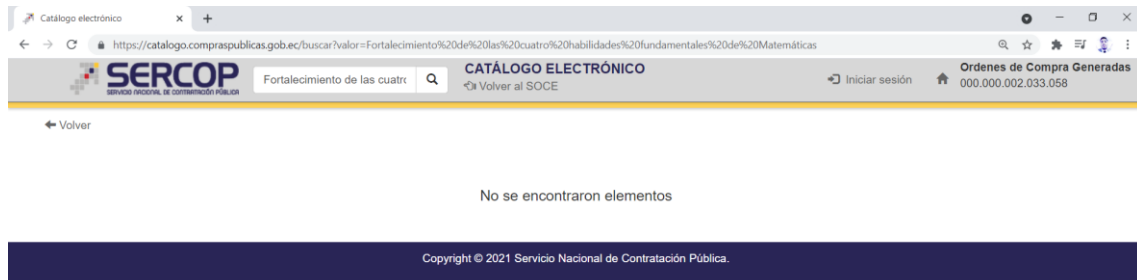 Catálogo electrónico
https://catalogo.compraspublicas.gob.ec/buscar?valor=Fortalecimiento%20de%20las%20cuatro%20habilidades%20fundamentales%20de%20Matemáticas
SERCOP
SERVICIO NACIONAL DE CONTRATACIÓN PÚBLICA
Fortalecimiento de las cuatro
CATÁLOGO ELECTRÓNICO
Volver al SOCE
Iniciar sesión
Ordenes de Compra Generadas
000.000.002.033.058
Volver
No se encontraron elementos
Copyright © 2021 Servicio Nacional de Contratación Pública.